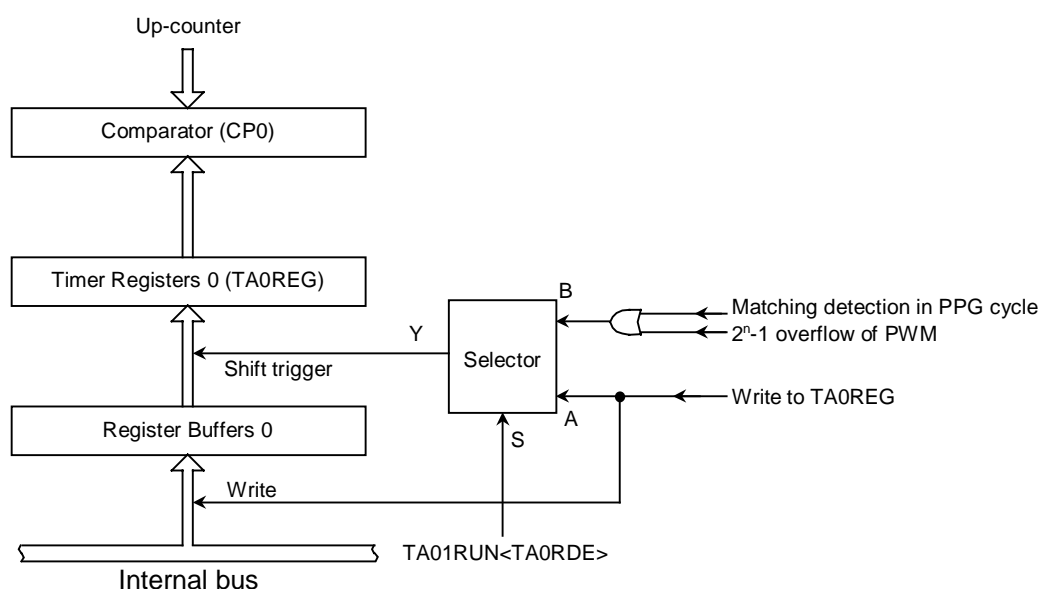 Up-counter
Comparator (CP0)
Timer Registers 0 (TA0REG)
B
Matching detection in PPG cycle
Y
2ⁿ-1 overflow of PWM
Selector
Shift trigger
Write to TA0REG
A
Register Buffers 0
S
Write
TA01RUN<TA0RDE>
Internal bus